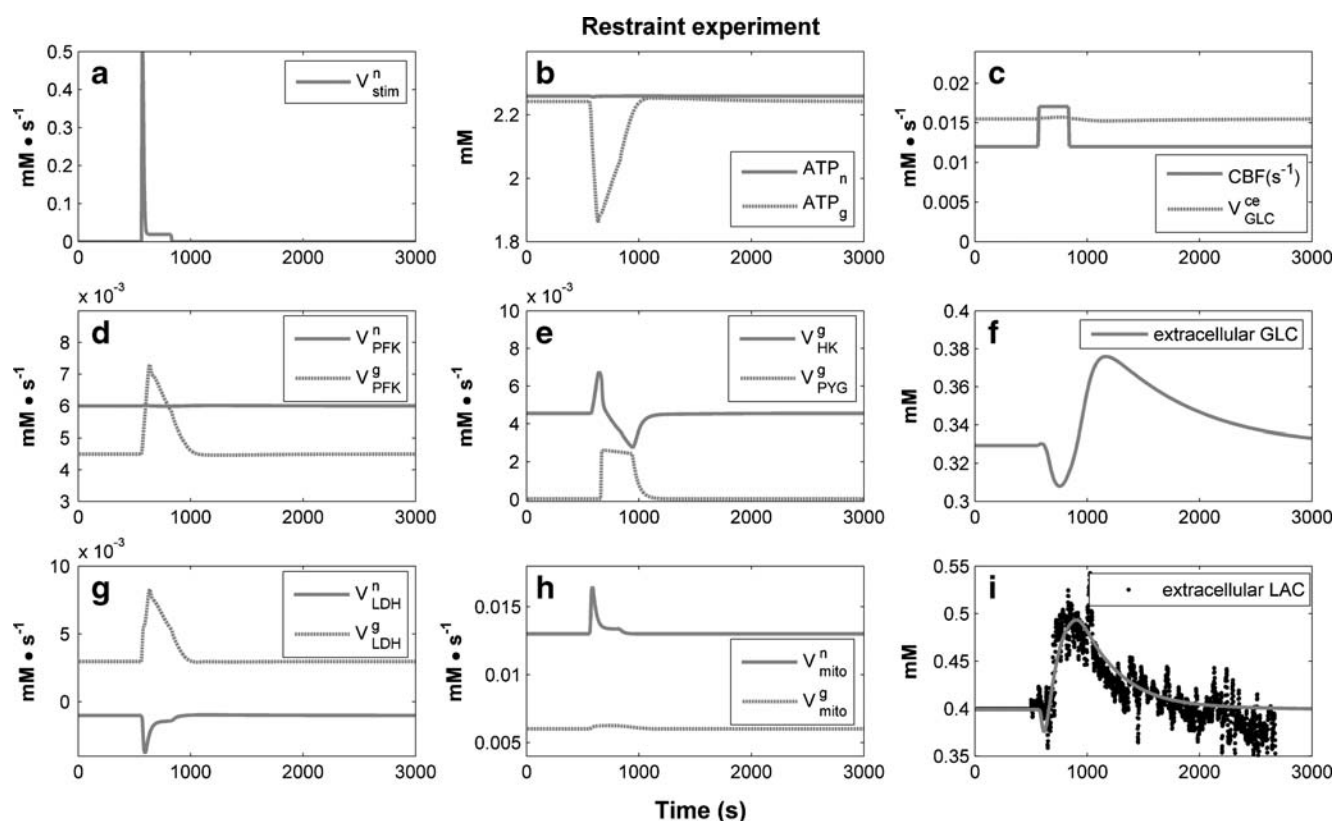 Restraint experiment
a
V^n_stim
mM • s^-1
0.5
0.4
0.3
0.2
0.1
0
0 1000 2000 3000
b
ATP_n
ATP_g
mM
2.2
2
1.8
0 1000 2000 3000
c
CBF(s^-1)
V^ce_GLC
mM • s^-1
0.02
0.015
0.01
0.005
0
0 1000 2000 3000
d
x 10^-3
V^n_PFK
V^g_PFK
mM • s^-1
8
7
6
5
4
3
0 1000 2000 3000
e
x 10^-3
V^g_HK
V^g_PYG
mM • s^-1
10
8
6
4
2
0
0 1000 2000 3000
f
extracellular GLC
mM
0.4
0.38
0.36
0.34
0.32
0.3
0 1000 2000 3000
g
x 10^-3
V^n_LDH
V^g_LDH
mM • s^-1
10
5
0
0 1000 2000 3000
h
V^n_mito
V^g_mito
mM • s^-1
0.015
0.01
0.005
0 1000 2000 3000
i
extracellular LAC
mM
0.55
0.5
0.45
0.4
0.35
0 1000 2000 3000
Time (s)